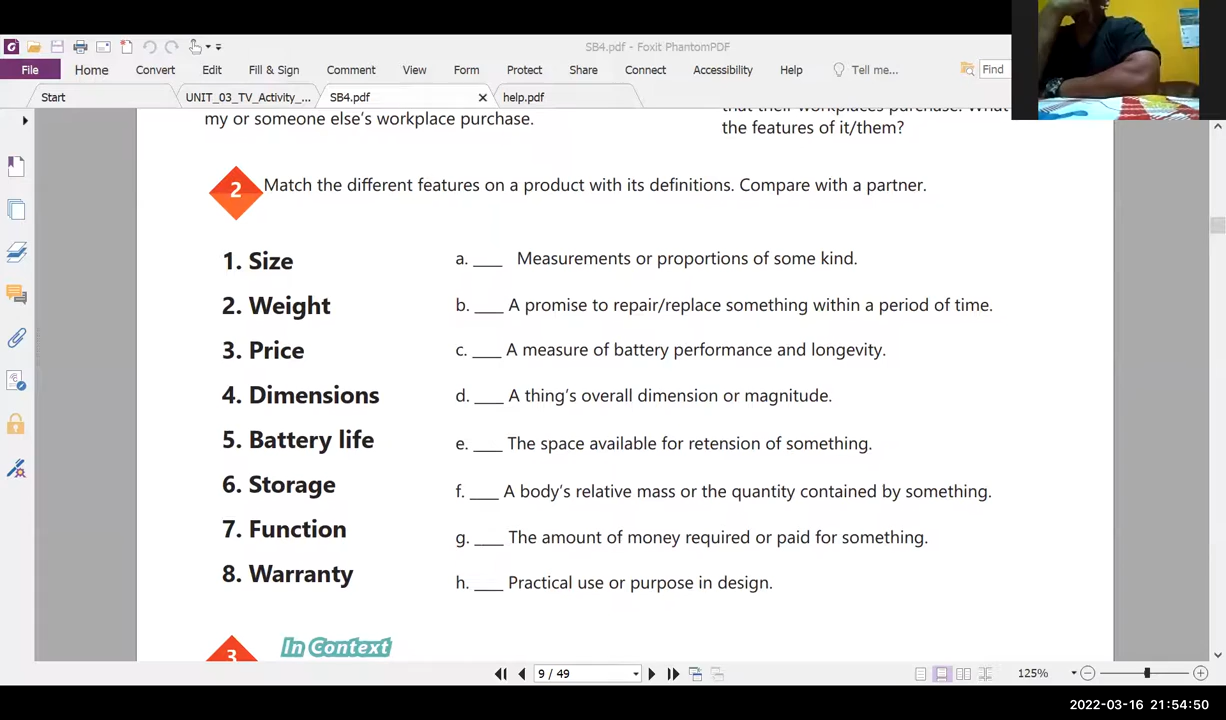 SB4.pdf - Foxit PhantomPDF
File Home Convert Edit Fill & Sign Comment View Form Protect Share Connect Accessibility Help Tell me... Find
Start UNIT_03_TV_Activity_... SB4.pdf help.pdf
my or someone else's workplace purchase.
that their workplaces purchase. What
the features of it/them?
2 Match the different features on a product with its definitions. Compare with a partner.
1. Size
a. ____ Measurements or proportions of some kind.
2. Weight
b. ____ A promise to repair/replace something within a period of time.
3. Price
c. ____ A measure of battery performance and longevity.
4. Dimensions
d. ____ A thing's overall dimension or magnitude.
5. Battery life
e. ____ The space available for retension of something.
6. Storage
f. ____ A body's relative mass or the quantity contained by something.
7. Function
g. ____ The amount of money required or paid for something.
8. Warranty
h. ____ Practical use or purpose in design.
3 In Context
9 / 49
125%
2022-03-16 21:54:50